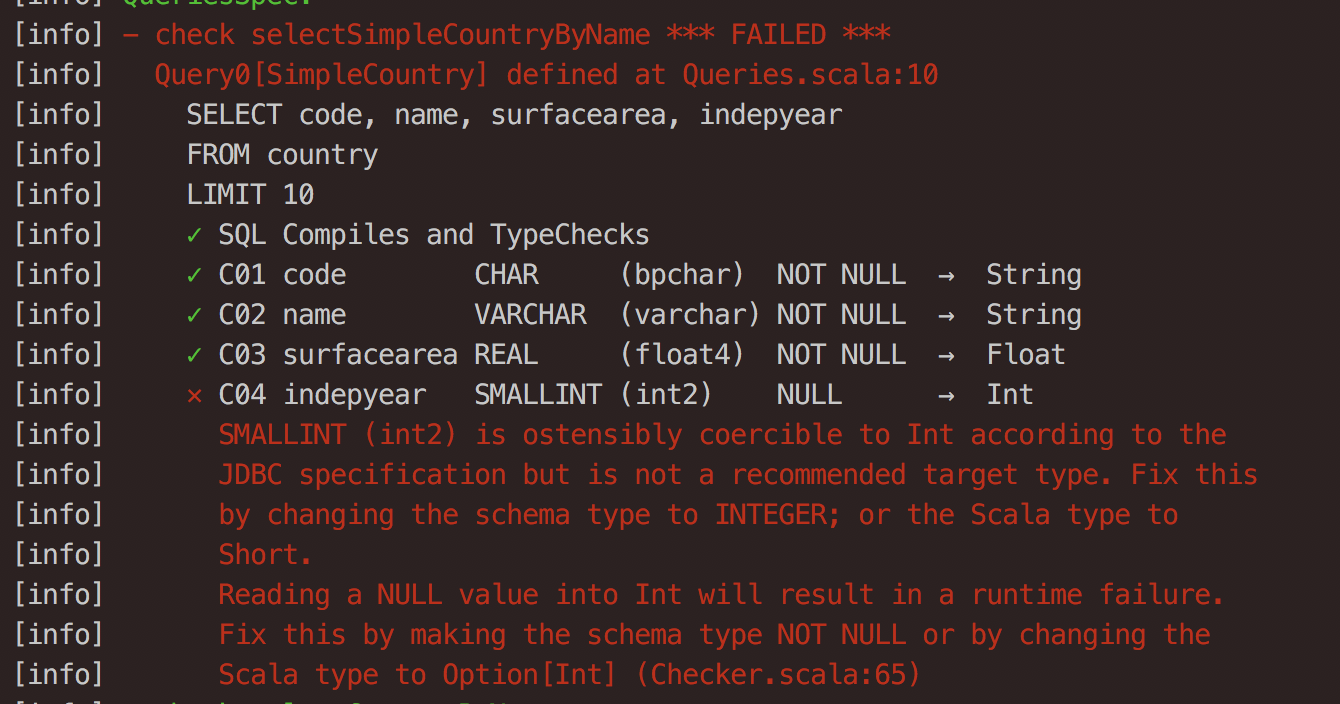 [info] QueriesSpec:
[info] – check selectSimpleCountryByName *** FAILED ***
[info] Query0[SimpleCountry] defined at Queries.scala:10
[info] SELECT code, name, surfacearea, indepyear
[info] FROM country
[info] LIMIT 10
[info] ✓ SQL Compiles and TypeChecks
[info] ✓ C01 code CHAR (bpchar) NOT NULL → String
[info] ✓ C02 name VARCHAR (varchar) NOT NULL → String
[info] ✓ C03 surfacearea REAL (float4) NOT NULL → Float
[info] ✕ C04 indepyear SMALLINT (int2) NULL → Int
[info] SMALLINT (int2) is ostensibly coercible to Int according to the
[info] JDBC specification but is not a recommended target type. Fix this
[info] by changing the schema type to INTEGER; or the Scala type to
[info] Short.
[info] Reading a NULL value into Int will result in a runtime failure.
[info] Fix this by making the schema type NOT NULL or by changing the
[info] Scala type to Option[Int] (Checker.scala:65)